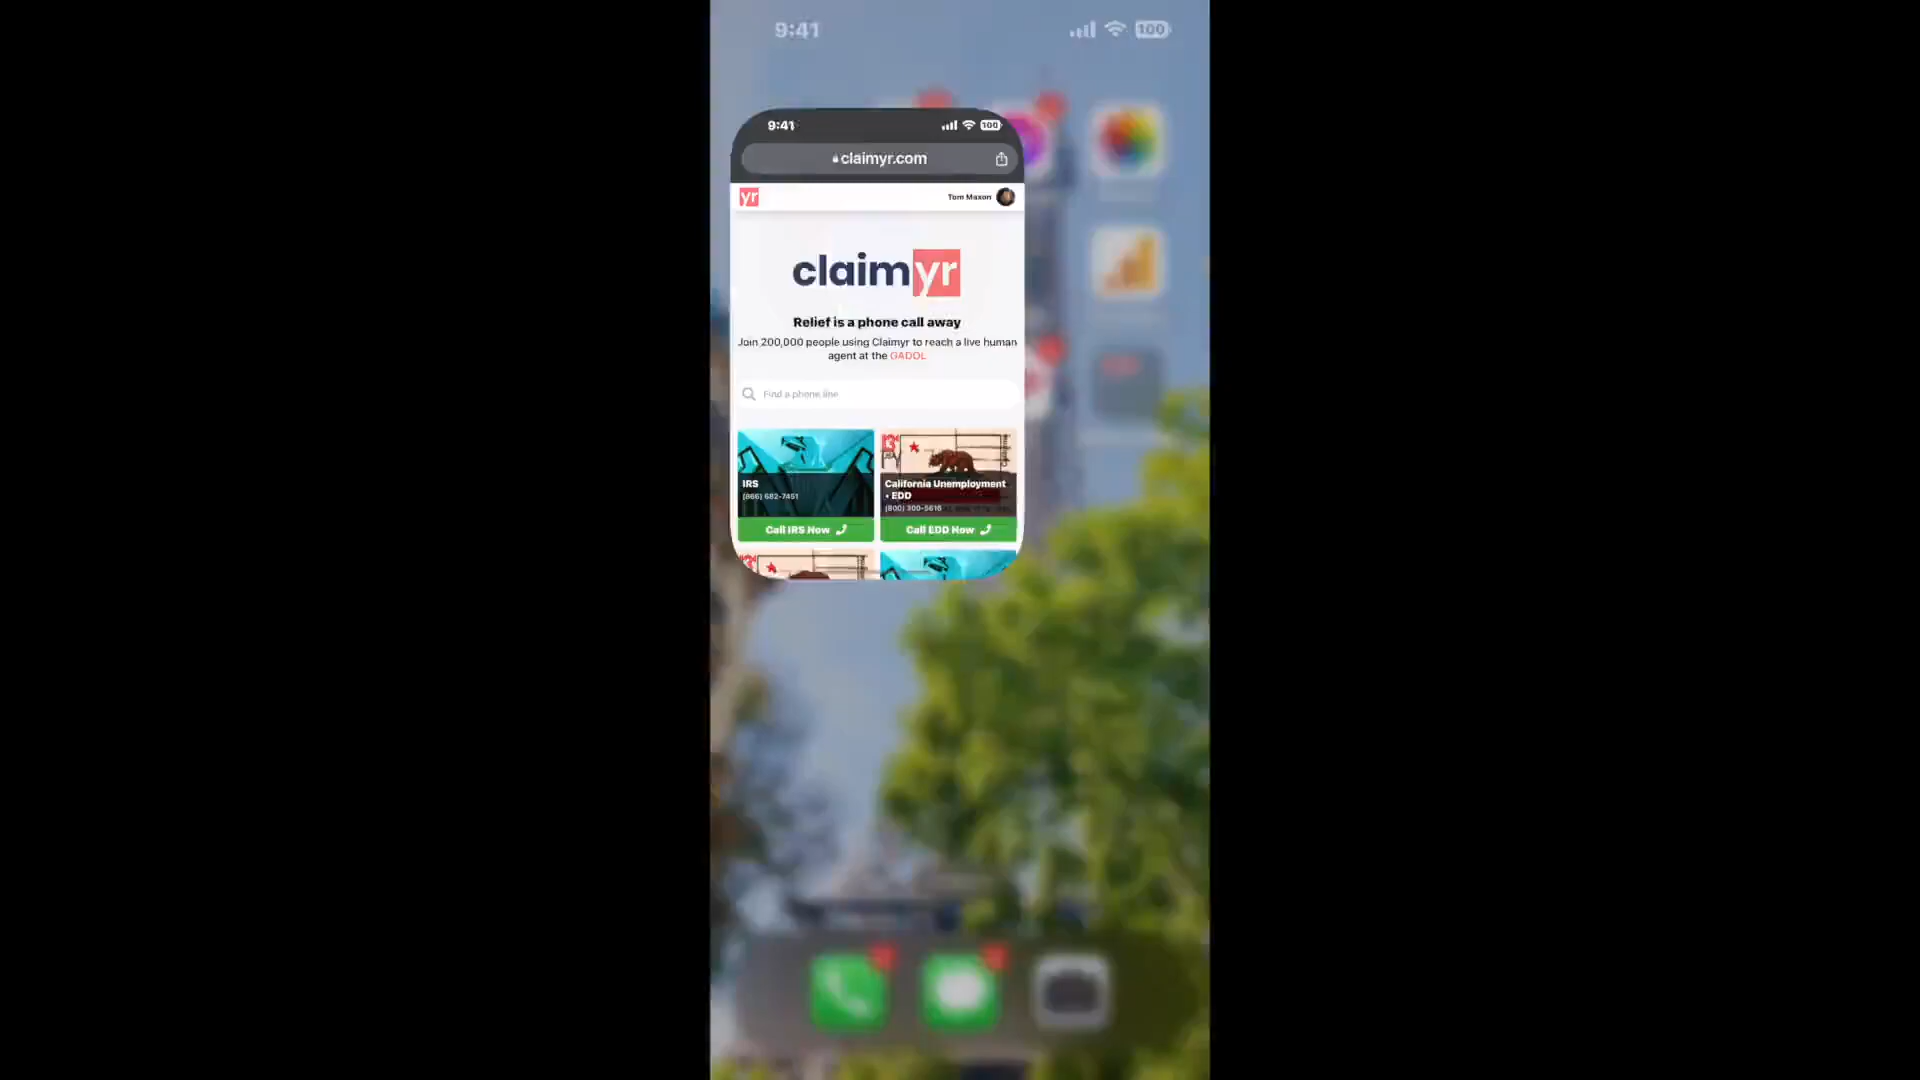 9:41
100
9:41
100
claimyr.com
yr
Tom Maxon
claimyr
Relief is a phone call away
Join 200,000 people using Claimyr to reach a live human
agent at the GADOL
Find a phone line
IRS
(866) 682-7451
Call IRS Now
California Unemployment
• EDD
(800) 300-5616
Call EDD Now